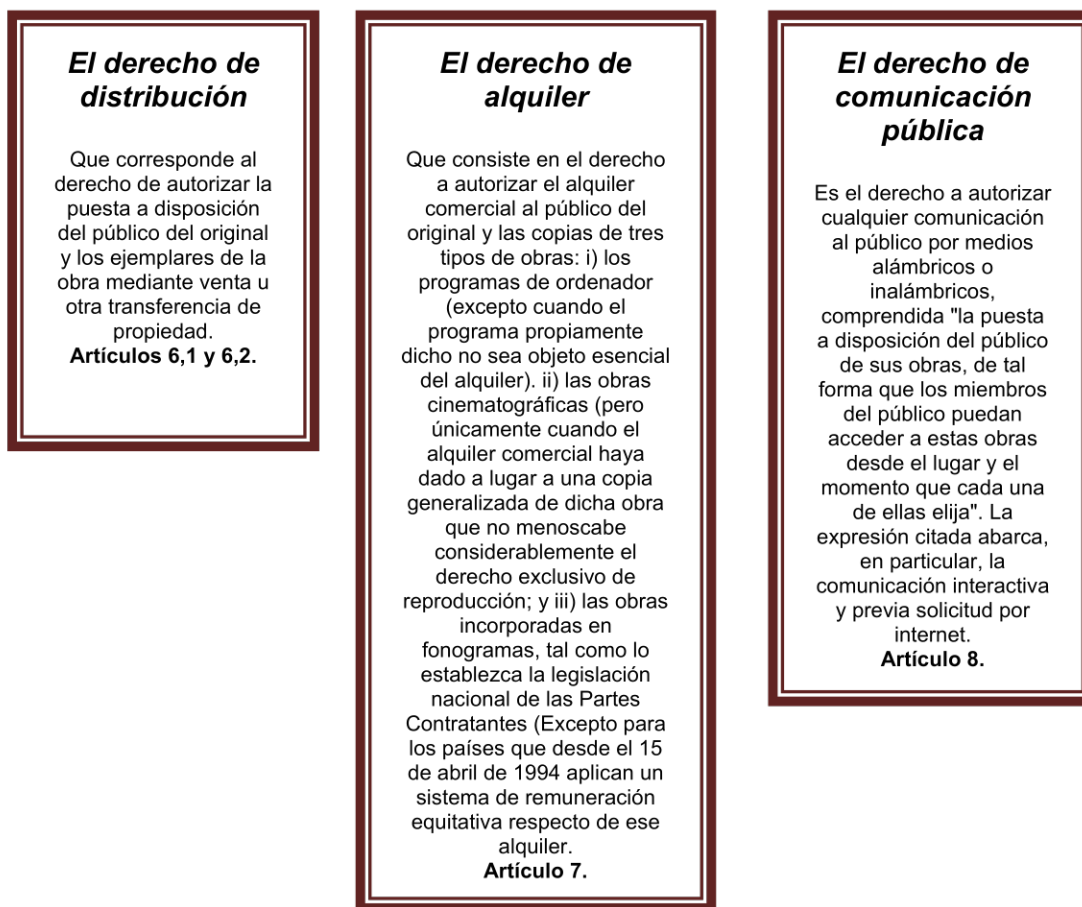 El derecho de
distribución
Que corresponde al
derecho de autorizar la
puesta a disposición
del público del original
y los ejemplares de la
obra mediante venta u
otra transferencia de
propiedad.
Artículos 6,1 y 6,2.
El derecho de
alquiler
Que consiste en el derecho
a autorizar el alquiler
comercial al público del
original y las copias de tres
tipos de obras: i) los
programas de ordenador
(excepto cuando el
programa propiamente
dicho no sea objeto esencial
del alquiler). ii) las obras
cinematográficas (pero
únicamente cuando el
alquiler comercial haya
dado a lugar a una copia
generalizada de dicha obra
que no menoscabe
considerablemente el
derecho exclusivo de
reproducción; y iii) las obras
incorporadas en
fonogramas, tal como lo
establezca la legislación
nacional de las Partes
Contratantes (Excepto para
los países que desde el 15
de abril de 1994 aplican un
sistema de remuneración
equitativa respecto de ese
alquiler.
Artículo 7.
El derecho de
comunicación
pública
Es el derecho a autorizar
cualquier comunicación
al público por medios
alámbricos o
inalámbricos,
comprendida "la puesta
a disposición del público
de sus obras, de tal
forma que los miembros
del público puedan
acceder a estas obras
desde el lugar y el
momento que cada una
de ellas elija". La
expresión citada abarca,
en particular, la
comunicación interactiva
y previa solicitud por
internet.
Artículo 8.